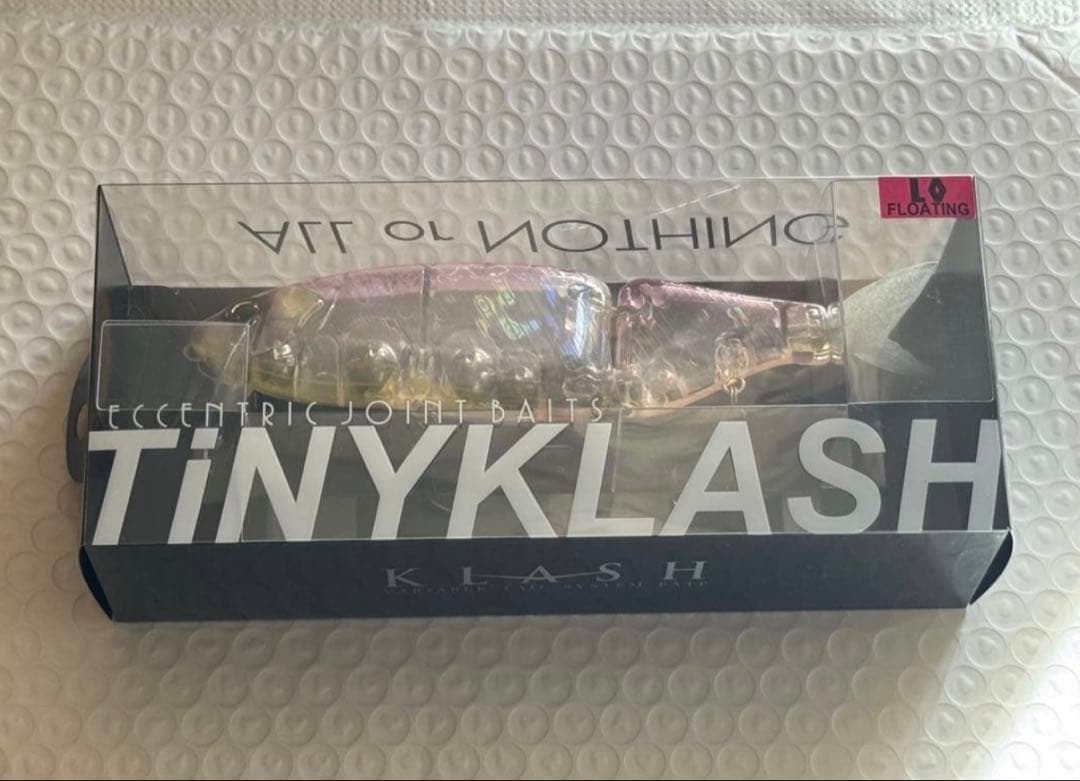 LO
FLOATING
ALL or NOTHING
ECCENTRIC JOINT BAITS
TiNYKLASH
KLASH